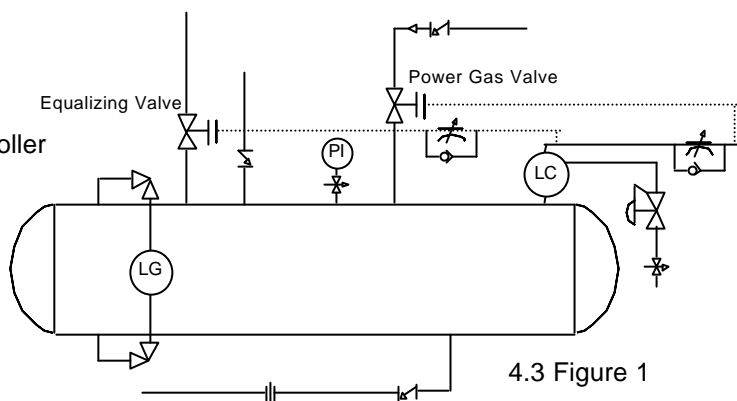 Power Gas Valve
Equalizing Valve
oller
PI
LC
LG
4.3 Figure 1